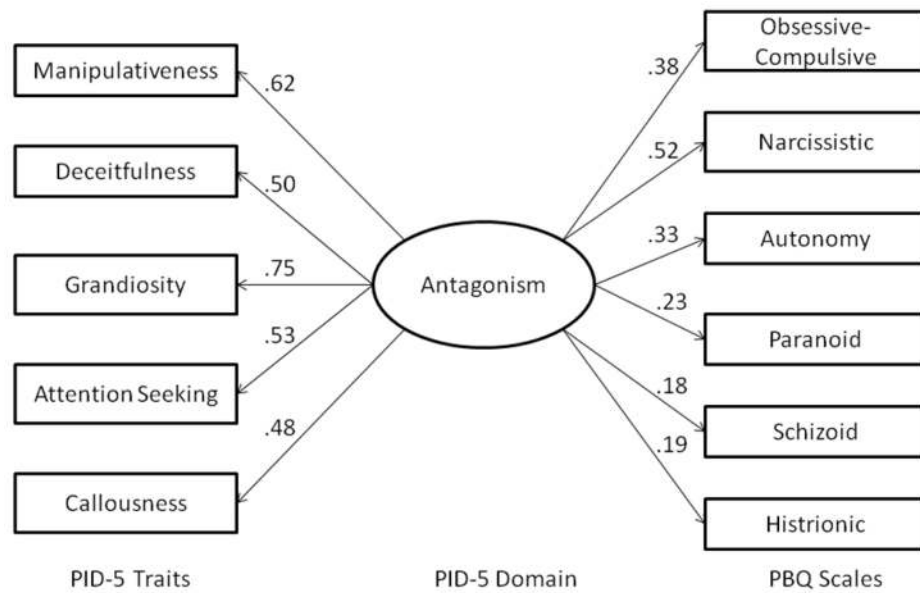 Manipulativeness
Deceitfulness
Grandiosity
Attention Seeking
Callousness
PID-5 Traits
.62
.50
.75
.53
.48
Antagonism
PID-5 Domain
.38
.52
.33
.23
.18
.19
Obsessive-
Compulsive
Narcissistic
Autonomy
Paranoid
Schizoid
Histrionic
PBQ Scales